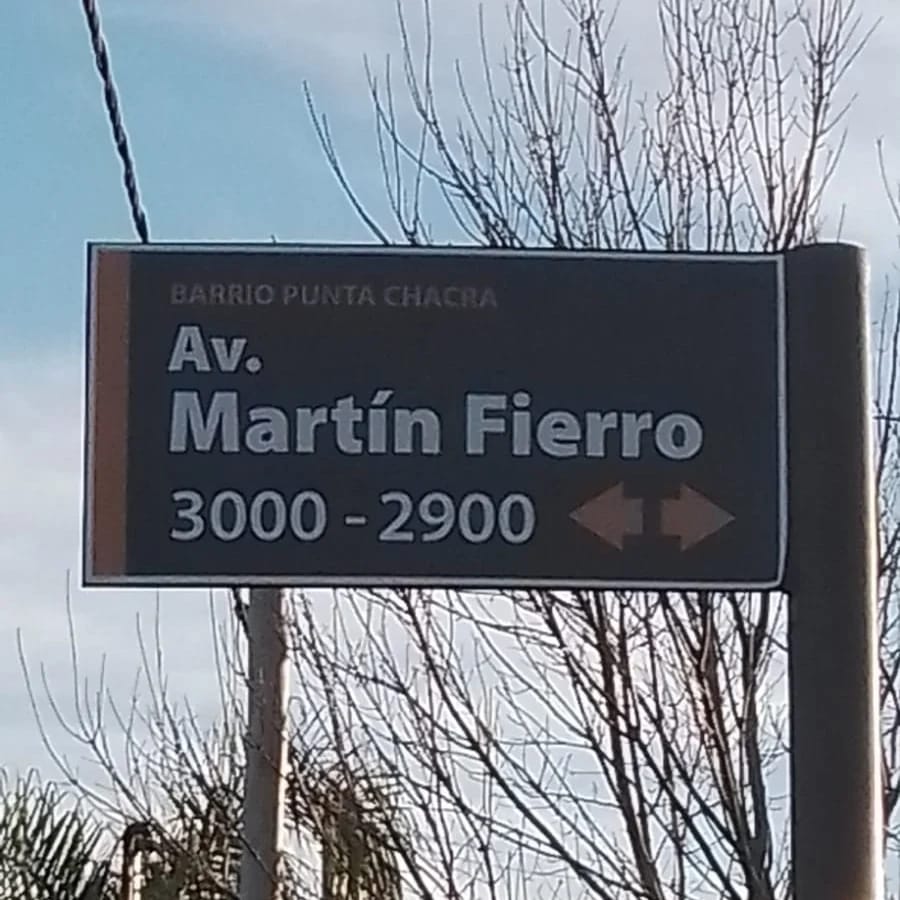 BARRIO PUNTA CHACRA
Av.
Martín Fierro
3000 - 2900